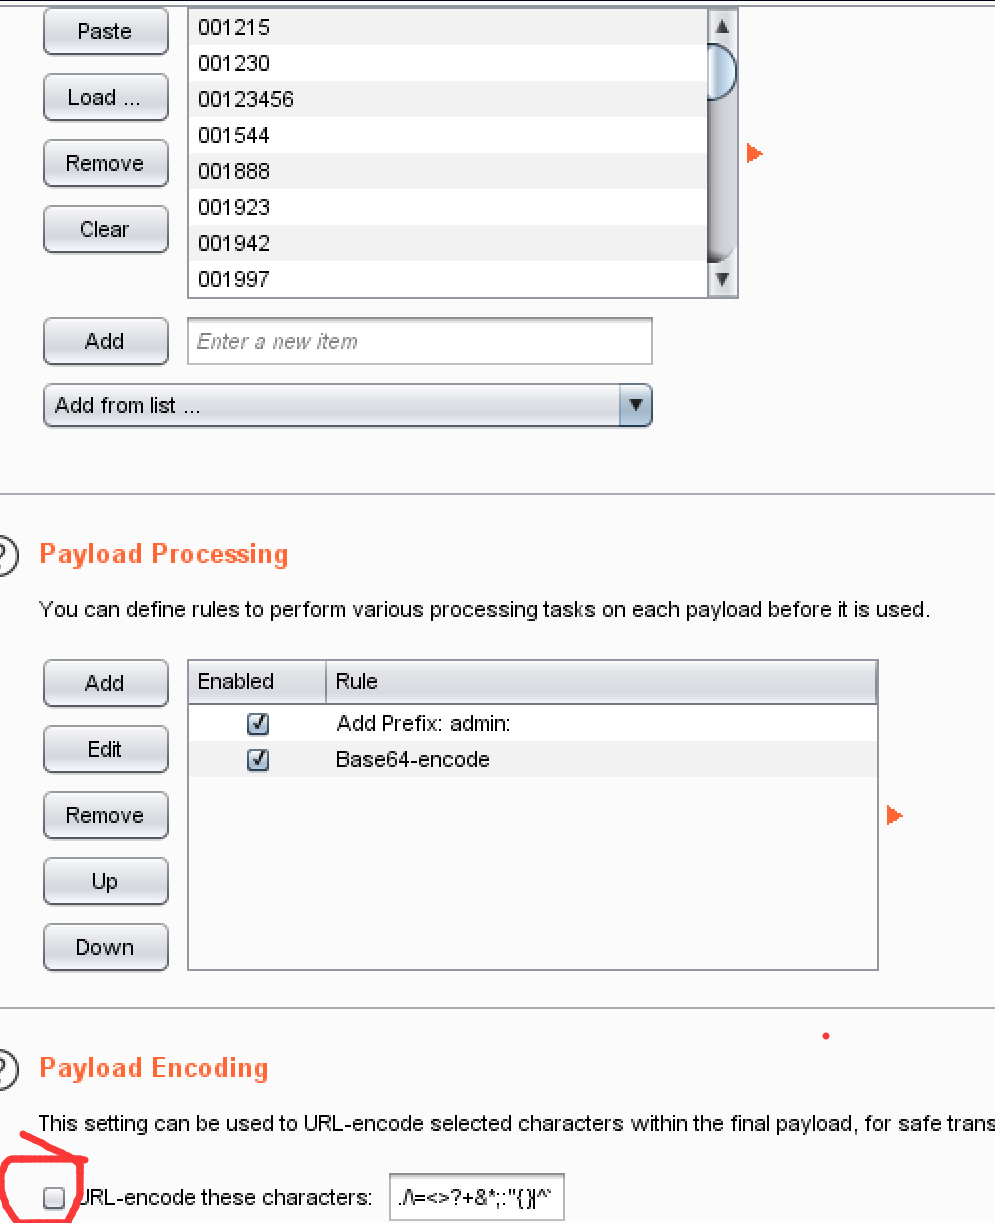 Paste
001215
001230
Load ...
00123456
001544
Remove
001888
001923
Clear
001942
001997
Add
Enter a new item
Add from list ...
?
Payload Processing
You can define rules to perform various processing tasks on each payload before it is used.
Add
Enabled Rule
Add Prefix: admin:
Edit
Base64-encode
Remove
Up
Down
?
Payload Encoding
This setting can be used to URL-encode selected characters within the final payload, for safe trans
URL-encode these characters: ./\=<>?+&*;:"{}|^`